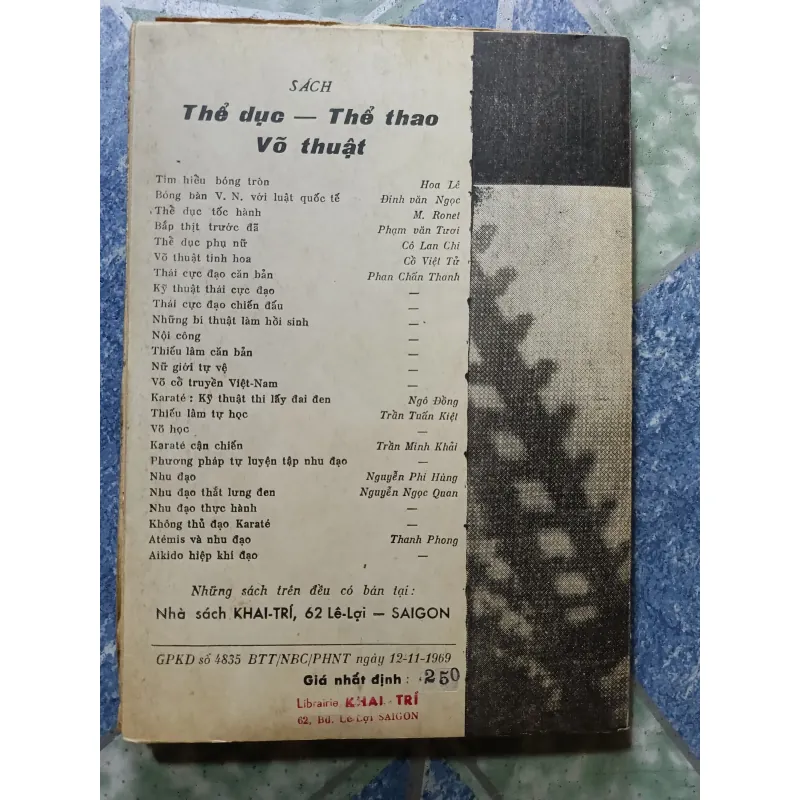 SÁCH
Thể dục — Thể thao
Võ thuật
Tìm hiểu bóng tròn Hoa Lê
Bóng bàn V. N. với luật quốc tế Đinh văn Ngọc
Thể dục tốc hành M. Ronet
Bắp thịt trước đã Phạm văn Tươi
Thể dục phụ nữ Cô Lan Chi
Võ thuật tinh hoa Cồ Việt Tử
Thái cực đạo căn bản Phan Chấn Thanh
Kỹ thuật thái cực đạo —
Thái cực đạo chiến đấu —
Những bí thuật làm hồi sinh —
Nội công —
Thiếu lâm căn bản —
Nữ giới tự vệ —
Võ cổ truyền Việt-Nam —
Karaté : Kỹ thuật thi lấy đai đen Ngô Đồng
Thiếu lâm tự học Trần Tuấn Kiệt
Võ học —
Karaté cận chiến Trần Minh Khải
Phương pháp tự luyện tập nhu đạo —
Nhu đạo Nguyễn Phi Hùng
Nhu đạo thắt lưng đen Nguyễn Ngọc Quan
Nhu đạo thực hành —
Không thủ đạo Karaté —
Atémis và nhu đạo Thanh Phong
Aikido hiệp khí đạo —
Những sách trên đều có bán tại :
Nhà sách KHAI-TRÍ, 62 Lê-Lợi — SAIGON
GPKD số 4835 BTT/NBC/PHNT ngày 12-11-1969
Giá nhất định : 250
Librairie KHAI-TRÍ
62, Bd. Lê-Lợi SAIGON